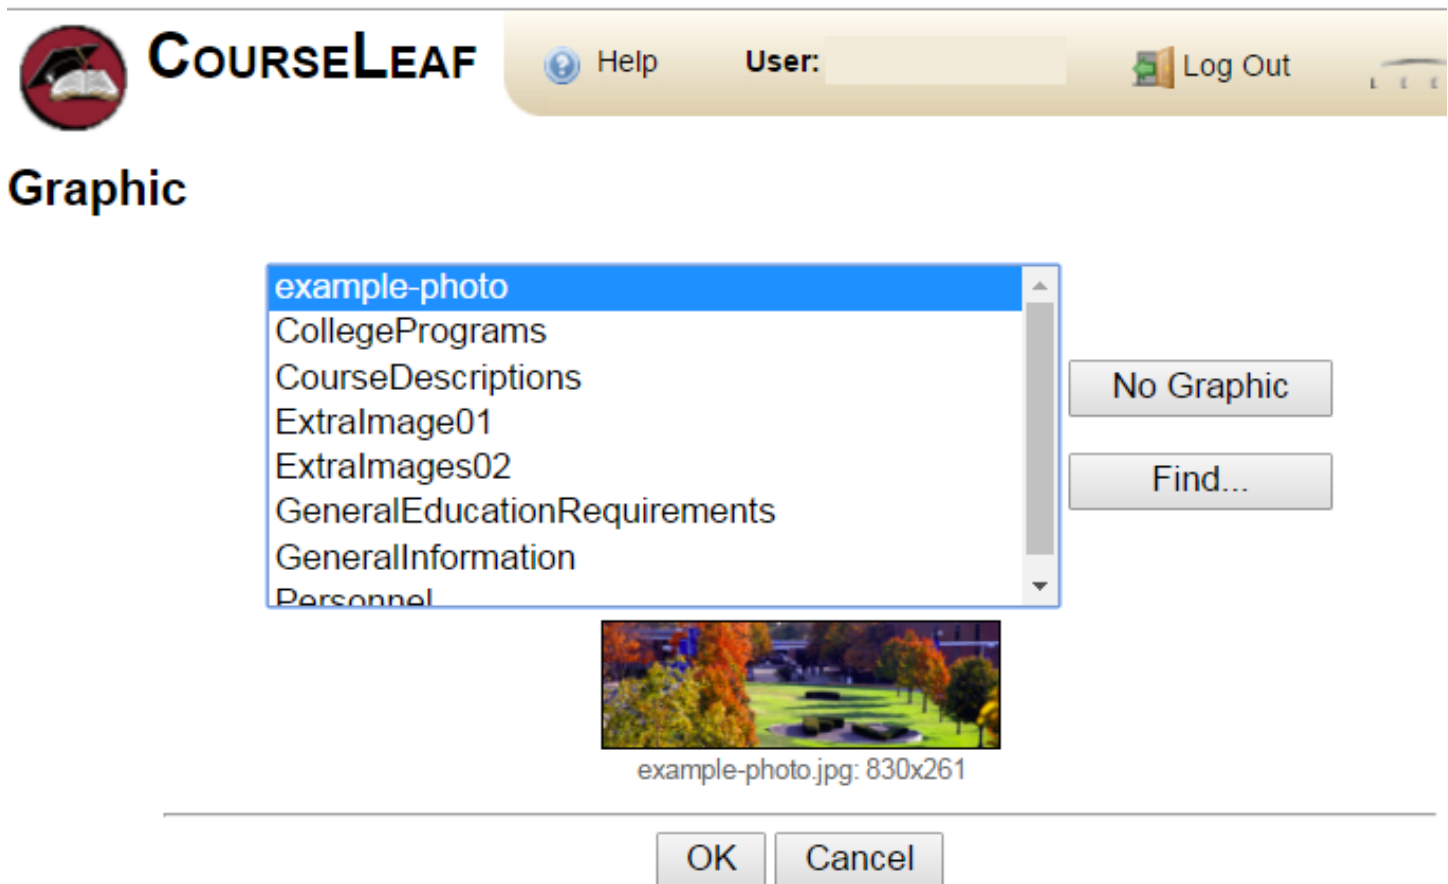 COURSELEAF
Help
User:
Log Out
Graphic
example-photo
CollegePrograms
CourseDescriptions
ExtraImage01
ExtraImages02
GeneralEducationRequirements
GeneralInformation
Personnel
No Graphic
Find...
example-photo.jpg: 830x261
OK
Cancel